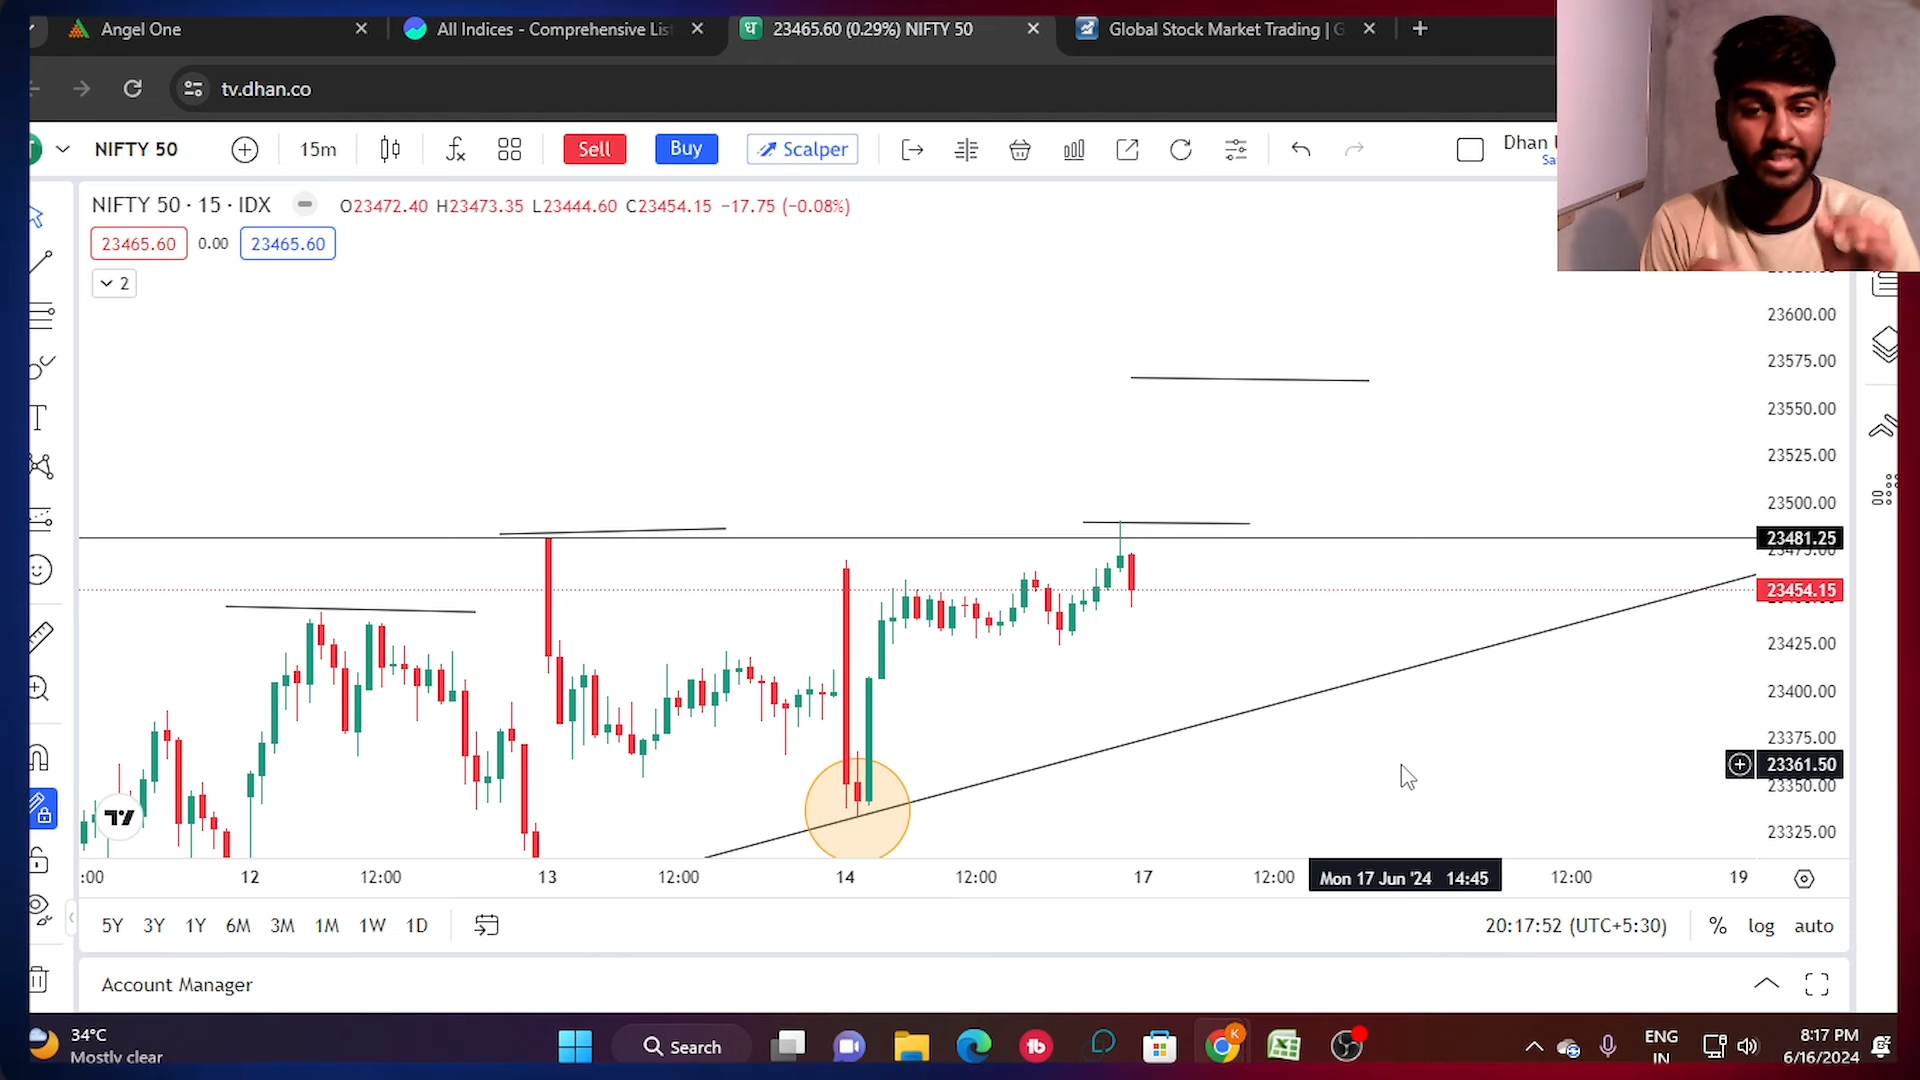 Angel One
All Indices - Comprehensive List
23465.60 (0.29%) NIFTY 50
Global Stock Market Trading | G
tv.dhan.co
NIFTY 50
15m
Sell
Buy
Scalper
Dhan
NIFTY 50 · 15 · IDX
O23472.40 H23473.35 L23444.60 C23454.15 −17.75 (−0.08%)
23465.60
0.00
23465.60
2
23600.00
23575.00
23550.00
23525.00
23500.00
23481.25
23475.00
23454.15
23425.00
23400.00
23375.00
23361.50
23350.00
23325.00
:00
12
12:00
13
12:00
14
12:00
17
12:00
Mon 17 Jun '24 14:45
12:00
19
5Y 3Y 1Y 6M 3M 1M 1W 1D
20:17:52 (UTC+5:30)
% log auto
Account Manager
34°C
Mostly clear
Search
ENG
IN
8:17 PM
6/16/2024